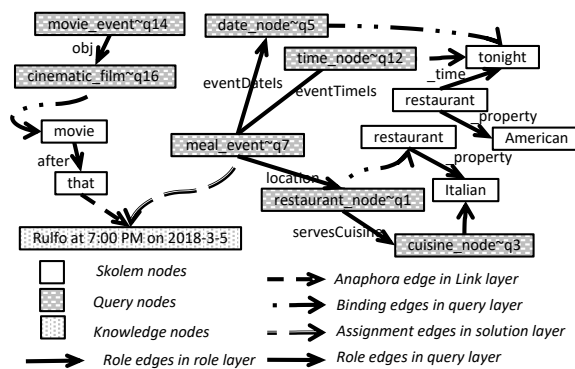 movie_event~q14
date_node~q5
obj
time_node~q12
tonight
cinematic_film~q16
eventDateIs
eventTimeIs
_time
restaurant
movie
restaurant
_property
American
after
meal_event~q7
_property
that
location
Italian
restaurant_node~q1
Rulfo at 7:00 PM on 2018-3-5
servesCuisine
cuisine_node~q3
Skolem nodes
Anaphora edge in Link layer
Query nodes
Binding edges in query layer
Knowledge nodes
Assignment edges in solution layer
Role edges in role layer
Role edges in query layer